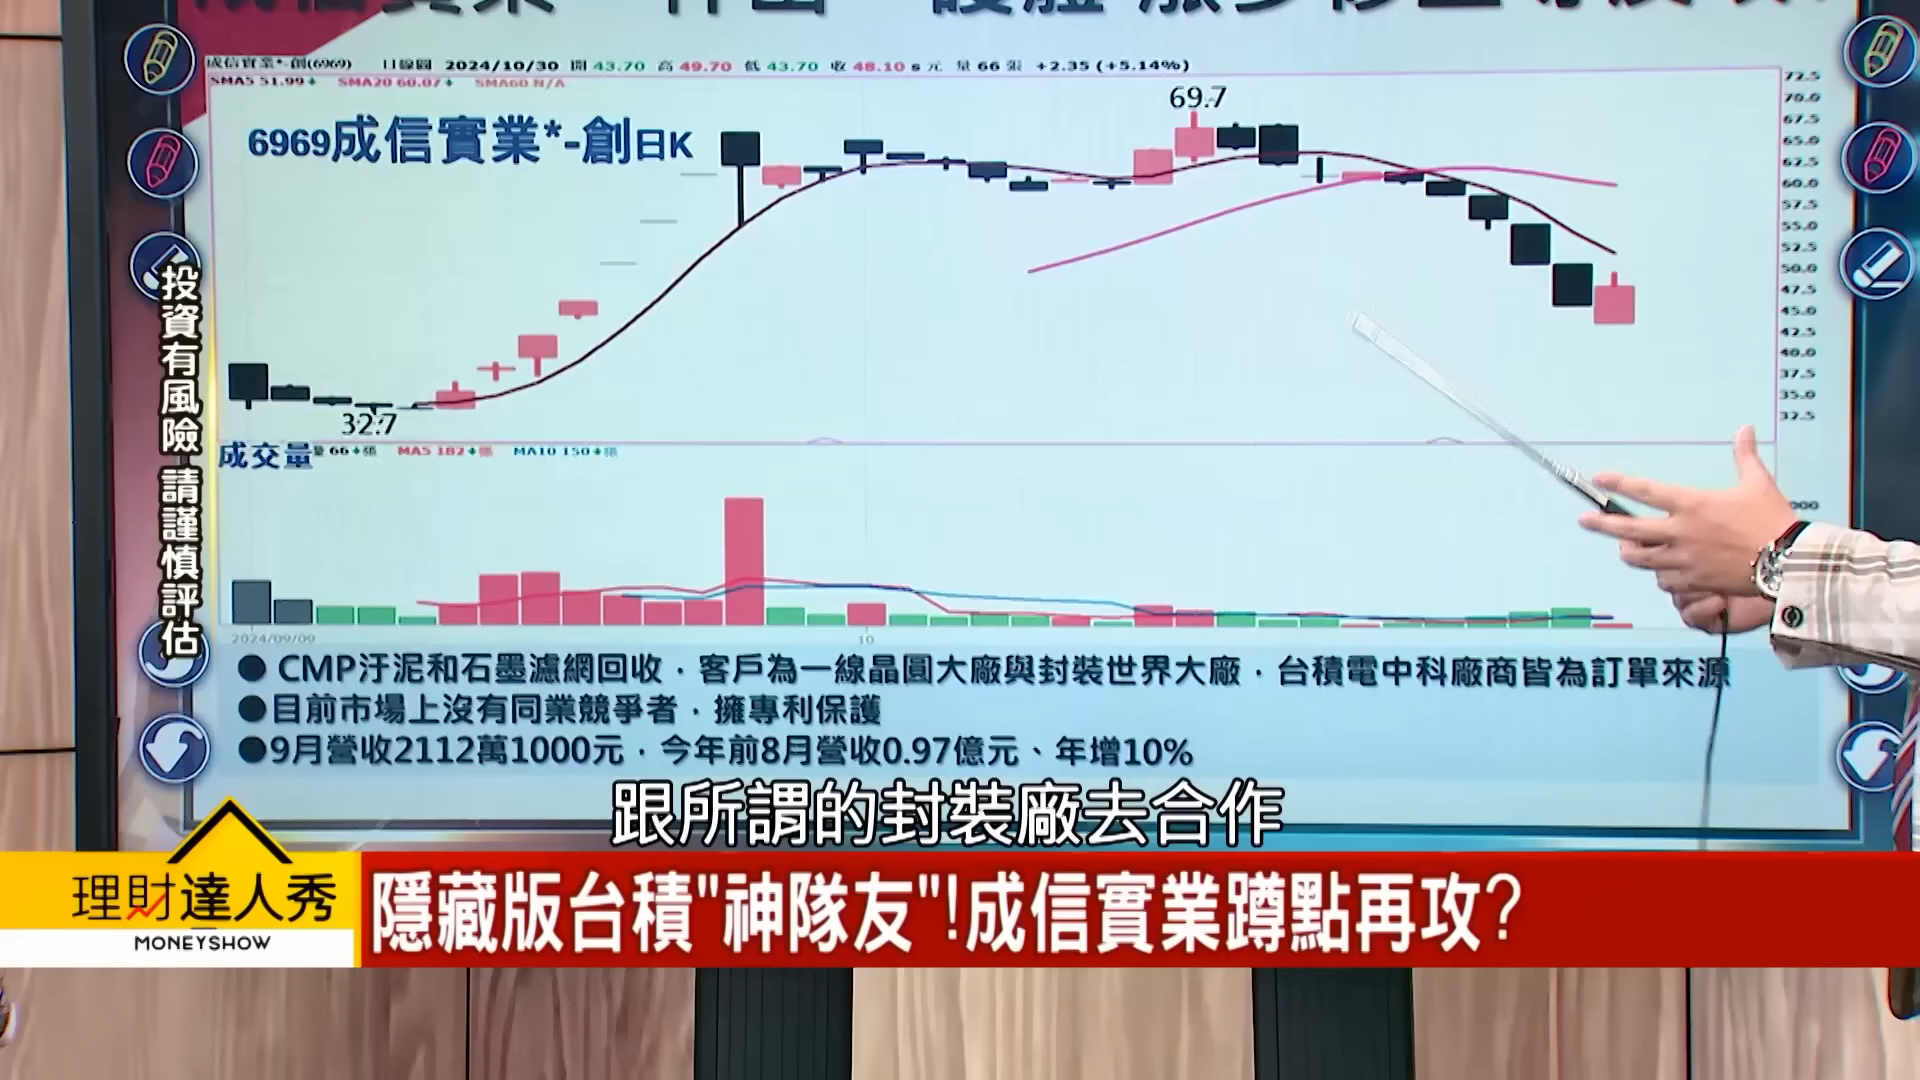 成信實業*-創(6969) 日線圖 2024/10/30 開 43.70 高 49.70 低 43.70 收 48.10 s 元 量 66 張 +2.35 (+5.14%)
SMA5 51.99↓ SMA20 60.07↓ SMA60 N/A
6969成信實業*-創日K
69.7
32.7
72.5
70.0
67.5
65.0
62.5
60.0
57.5
55.0
52.5
50.0
47.5
45.0
42.5
40.0
37.5
35.0
32.5
成交量 量 66↓張 MA5 182↓張 MA10 150↓張
2024/09/09
10
投資有風險 請謹慎評估
●CMP汙泥和石墨濾網回收，客戶為一線晶圓大廠與封裝世界大廠，台積電中科廠商皆為訂單來源
●目前市場上沒有同業競爭者，擁專利保護
●9月營收2112萬1000元，今年前8月營收0.97億元、年增10%
跟所謂的封裝廠去合作
理財達人秀
MONEYSHOW
隱藏版台積"神隊友"!成信實業蹲點再攻?